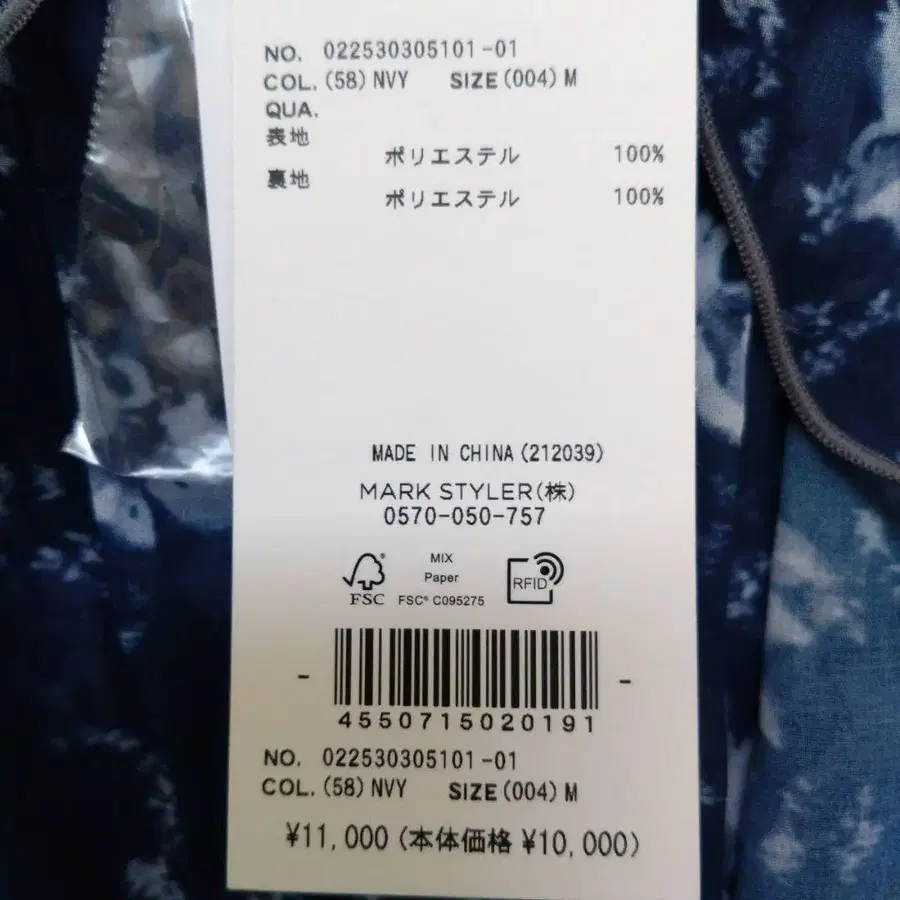 NO. 022530305101-01
COL. (58) NVY SIZE (004) M
QUA.
表地
ポリエステル 100%
裏地
ポリエステル 100%
MADE IN CHINA (212039)
MARK STYLER(株)
0570-050-757
FSC
MIX
Paper
FSC® C095275
RFID
4550715020191
NO. 022530305101-01
COL. (58) NVY SIZE (004) M
¥11,000 (本体価格 ¥10,000)